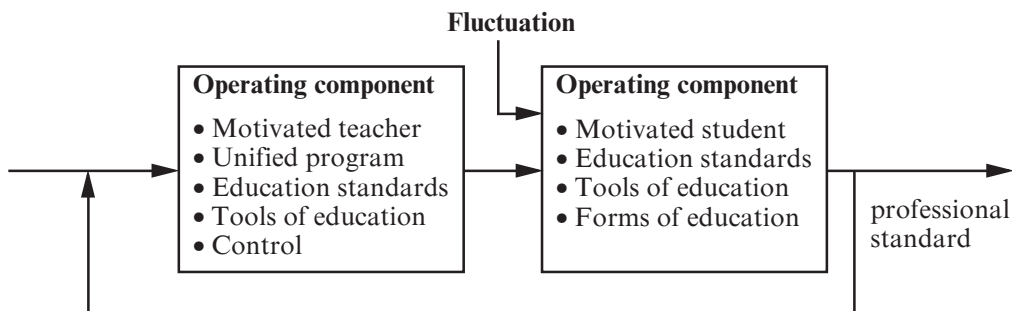 Fluctuation
Operating component
• Motivated teacher
• Unified program
• Education standards
• Tools of education
• Control
Operating component
• Motivated student
• Education standards
• Tools of education
• Forms of education
professional
standard